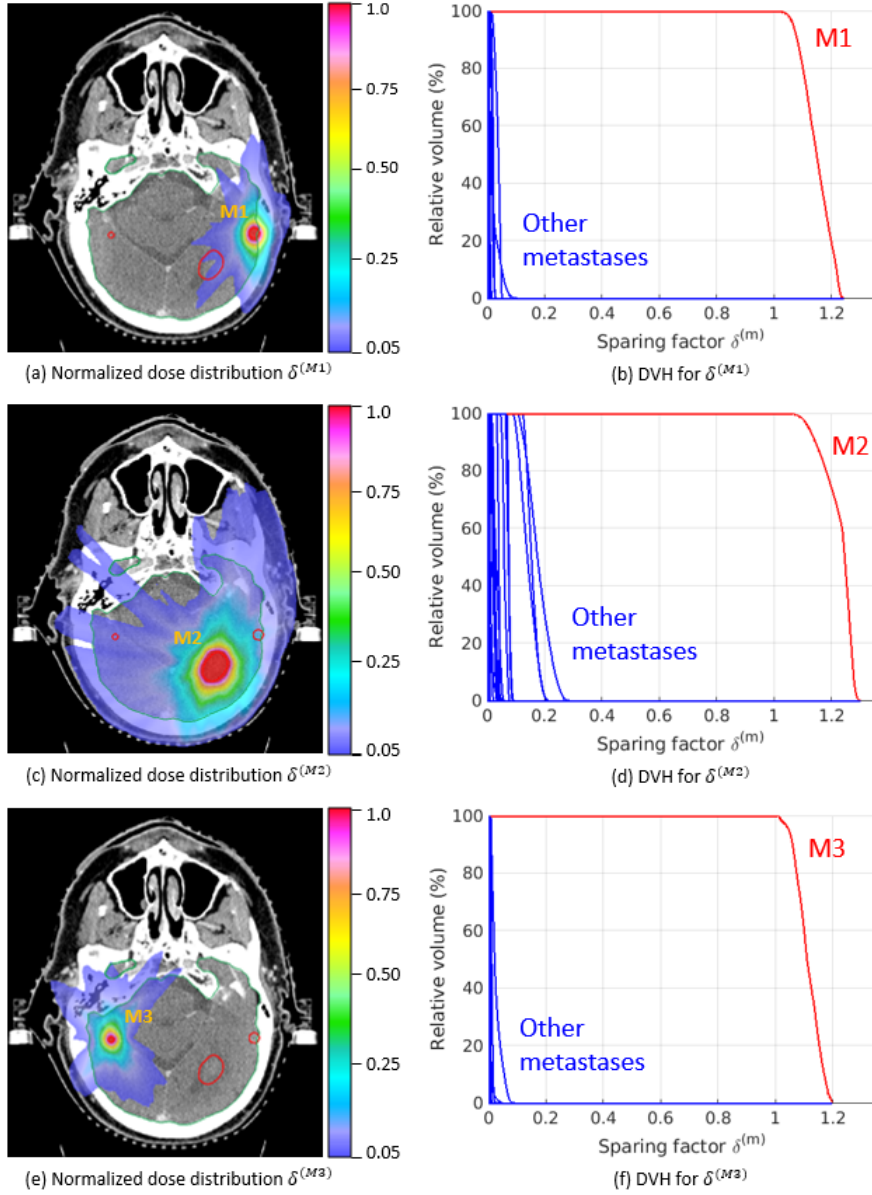 1.0
0.75
0.50
0.25
0.05
M1
(a) Normalized dose distribution δ^(M1)
Relative volume (%)
100
80
60
40
20
0
M1
Other
metastases
0 0.2 0.4 0.6 0.8 1 1.2
Sparing factor δ^(m)
(b) DVH for δ^(M1)
1.0
0.75
0.50
0.25
0.05
M2
(c) Normalized dose distribution δ^(M2)
Relative volume (%)
100
80
60
40
20
0
M2
Other
metastases
0 0.2 0.4 0.6 0.8 1 1.2
Sparing factor δ^(m)
(d) DVH for δ^(M2)
1.0
0.75
0.50
0.25
0.05
M3
(e) Normalized dose distribution δ^(M3)
Relative volume (%)
100
80
60
40
20
0
M3
Other
metastases
0 0.2 0.4 0.6 0.8 1 1.2
Sparing factor δ^(m)
(f) DVH for δ^(M3)